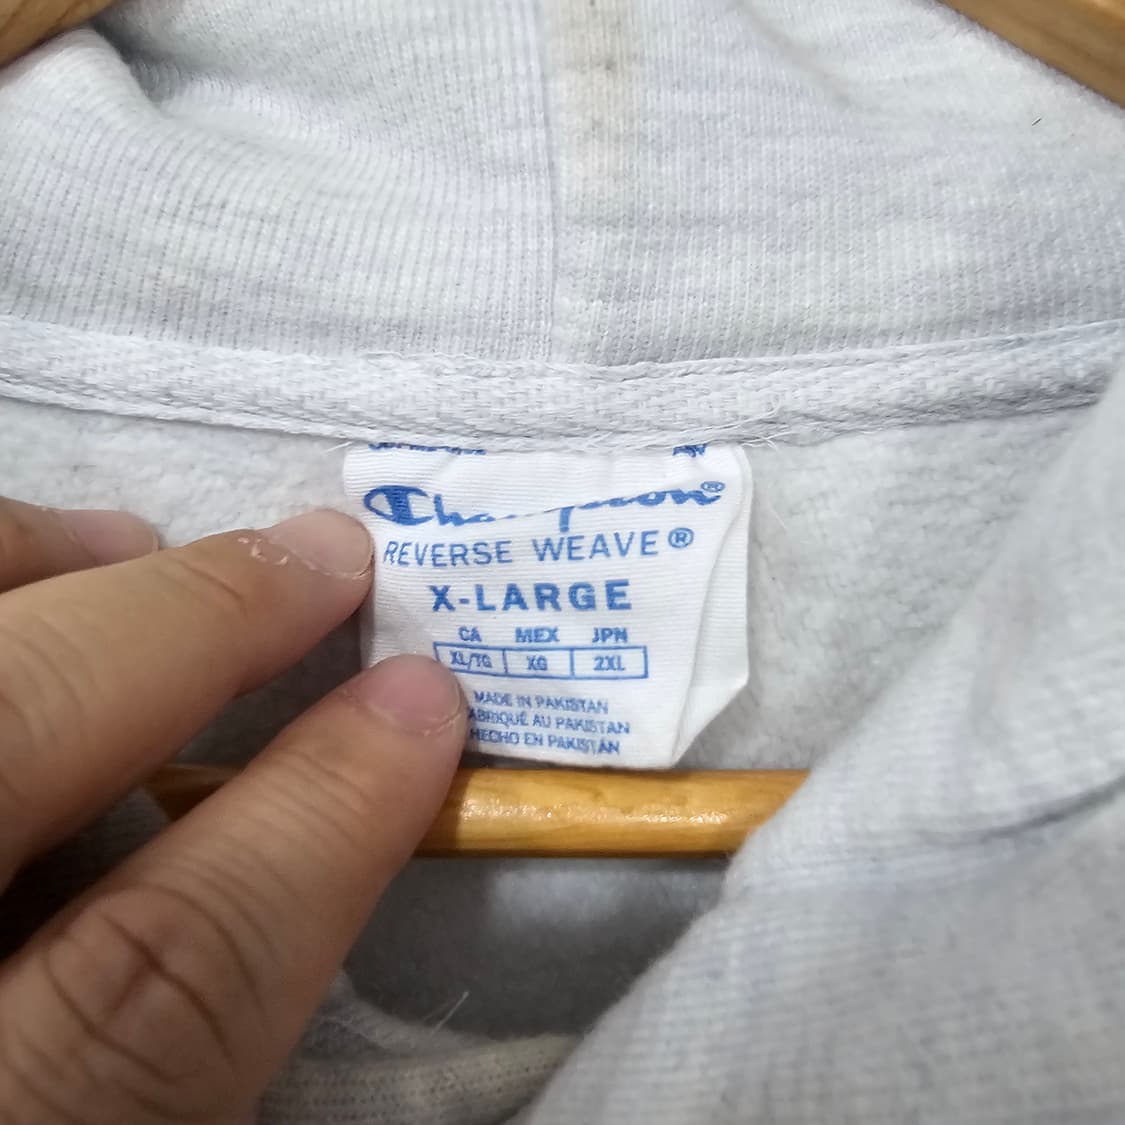 Champion®
REVERSE WEAVE®
X-LARGE
CA MEX JPN
XL/TG XG 2XL
MADE IN PAKISTAN
FABRIQUÉ AU PAKISTAN
HECHO EN PAKISTÁN